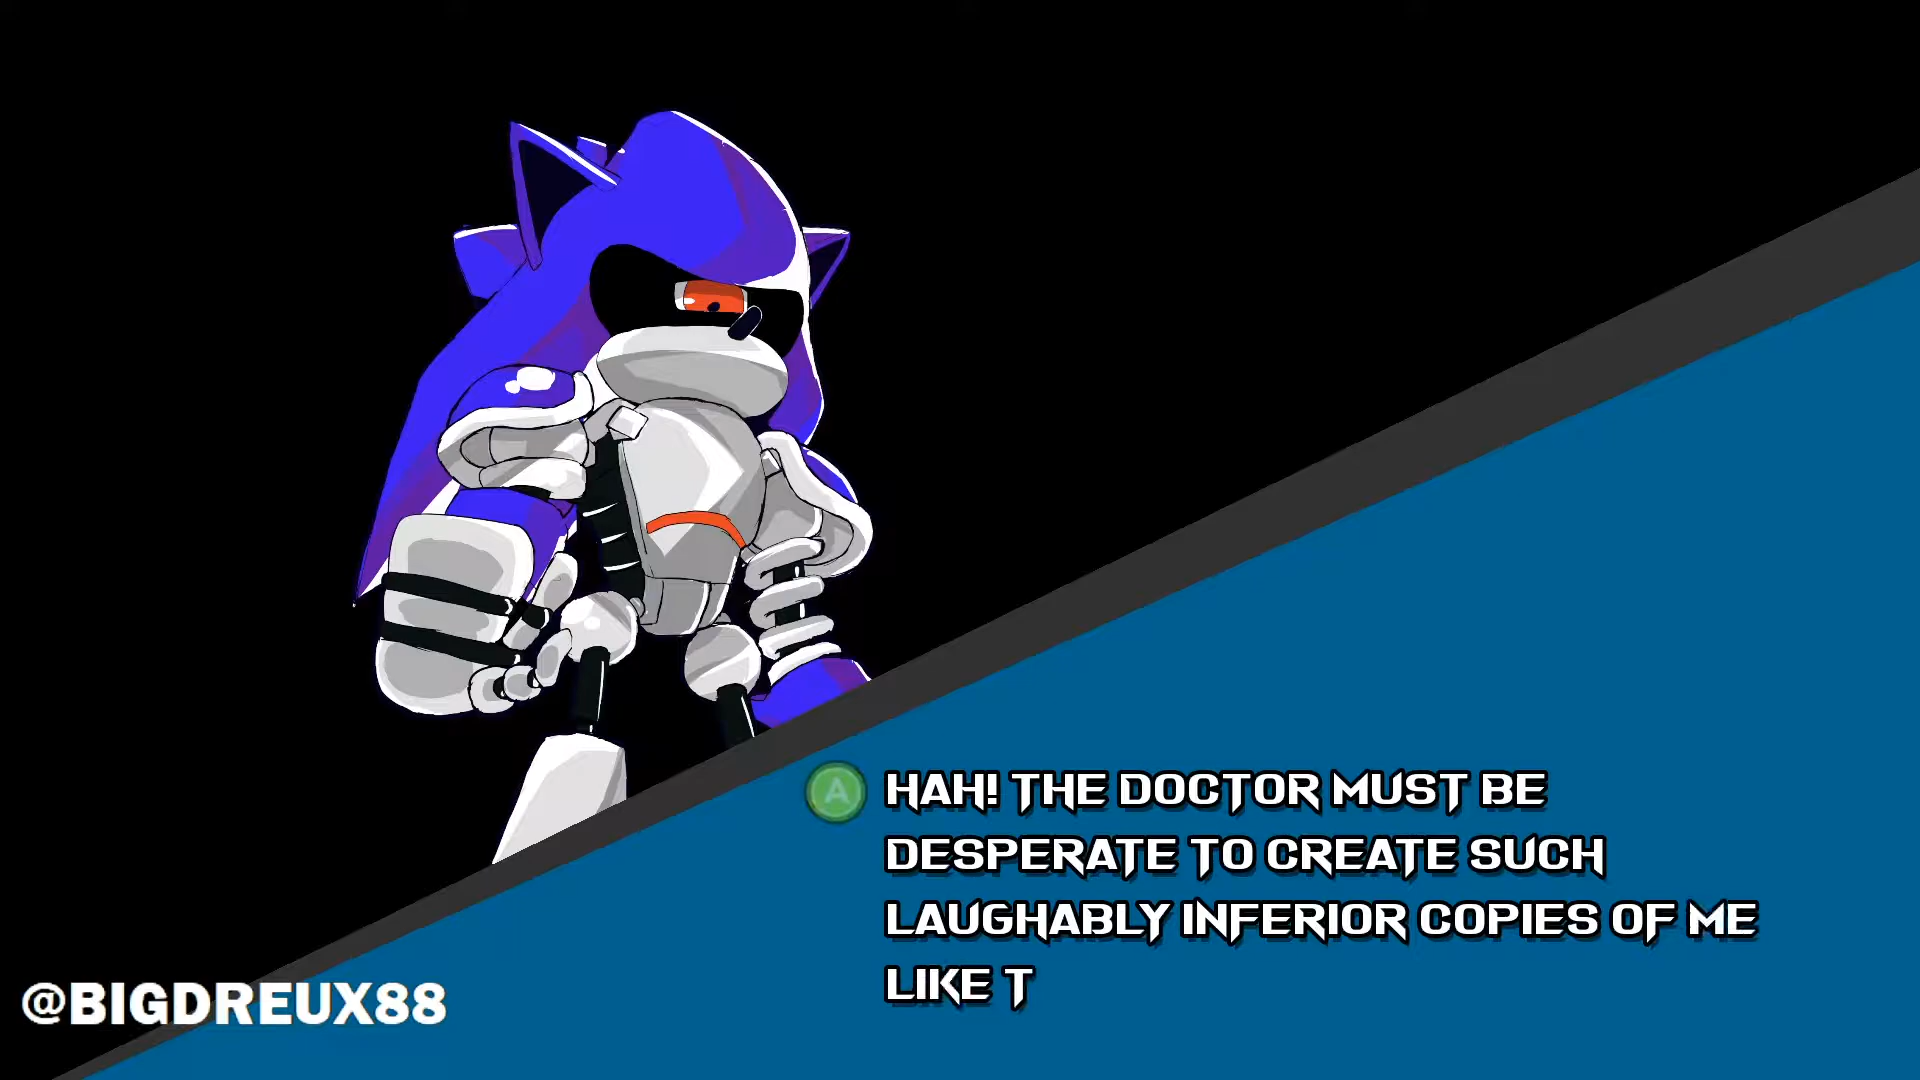 A HAH! THE DOCTOR MUST BE
DESPERATE TO CREATE SUCH
LAUGHABLY INFERIOR COPIES OF ME
LIKE T
@BIGDREUX88